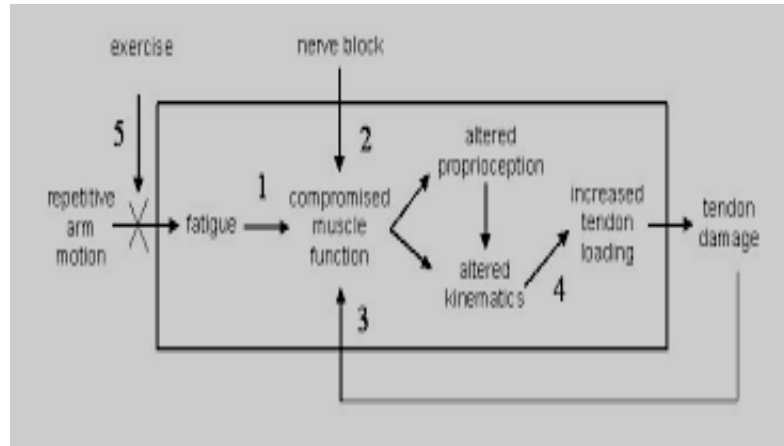 exercise
nerve block
5
2
altered
proprioception
1
repetitive
arm
motion
fatigue
compromised
muscle
function
increased
tendon
loading
tendon
damage
altered
kinematics
4
3